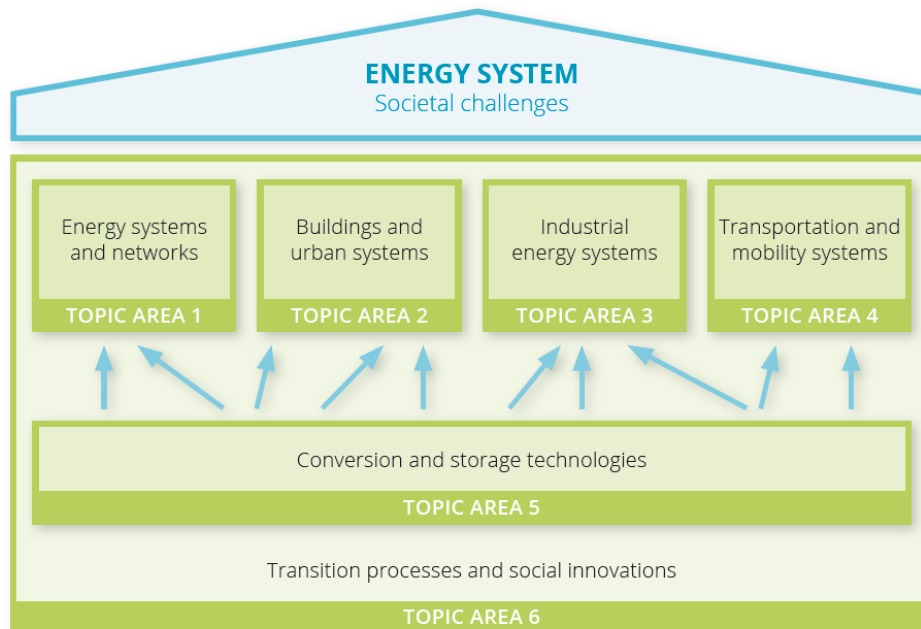 ENERGY SYSTEM
Societal challenges
Energy systems
and networks
TOPIC AREA 1
Buildings and
urban systems
TOPIC AREA 2
Industrial
energy systems
TOPIC AREA 3
Transportation and
mobility systems
TOPIC AREA 4
Conversion and storage technologies
TOPIC AREA 5
Transition processes and social innovations
TOPIC AREA 6